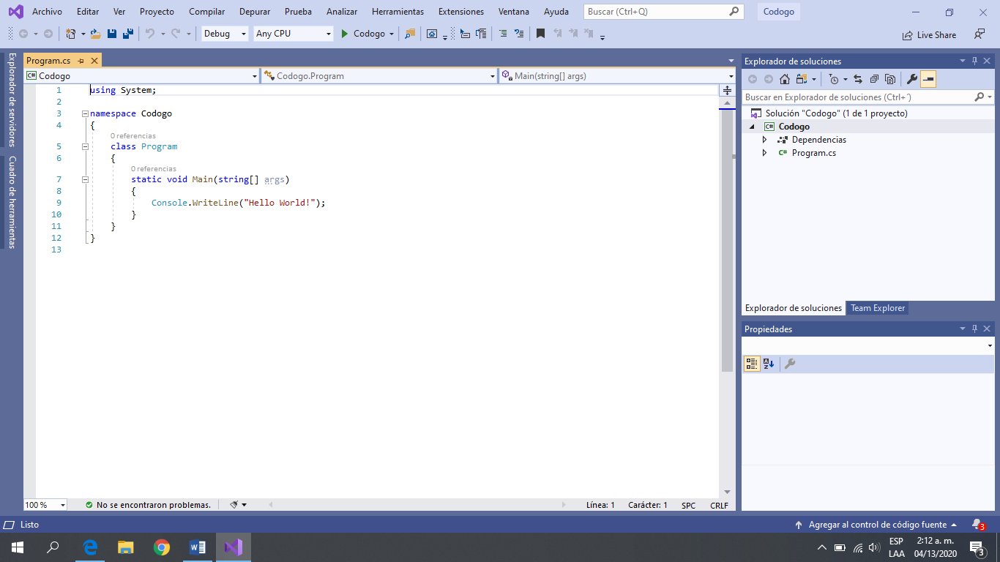 Archivo Editar Ver Proyecto Compilar Depurar Prueba Analizar Herramientas Extensiones Ventana Ayuda Buscar (Ctrl+Q) Codogo
Debug Any CPU Codogo Live Share
Explorador de servidores
Cuadro de herramientas
Program.cs
Codogo Codogo.Program Main(string[] args)
1 using System;
2
3 namespace Codogo
4 {
0 referencias
5 class Program
6 {
0 referencias
7 static void Main(string[] args)
8 {
9 Console.WriteLine("Hello World!");
10 }
11 }
12 }
13
100 % No se encontraron problemas. Línea: 1 Carácter: 1 SPC CRLF
Explorador de soluciones
Buscar en Explorador de soluciones (Ctrl+´)
Solución "Codogo" (1 de 1 proyecto)
C# Codogo
Dependencias
C# Program.cs
Explorador de soluciones Team Explorer
Propiedades
Listo Agregar al control de código fuente 3
ESP 2:12 a. m.
LAA 04/13/2020 3